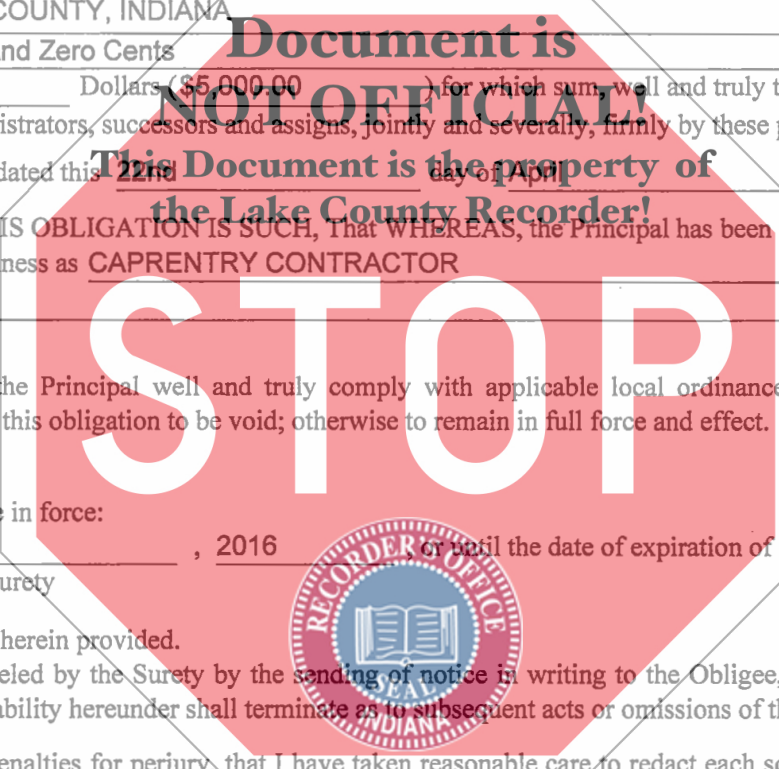 COUNTY, INDIANA
Document is
nd Zero Cents
Dollars ($5,000.00 ) for which sum, well and truly t
NOT OFFICIAL!
istrators, successors and assigns, jointly and severally, firmly by these p
This Document is the property of
dated this 22nd day of April
the Lake County Recorder!
IS OBLIGATION IS SUCH, That WHEREAS, the Principal has been
ness as CAPRENTRY CONTRACTOR
STOP
the Principal well and truly comply with applicable local ordinance
this obligation to be void; otherwise to remain in full force and effect.
e in force:
, 2016 , or until the date of expiration of
urety
RECORDER'S OFFICE
herein provided.
eled by the Surety by the sending of notice in writing to the Obligee,
SEAL
ability hereunder shall terminate as to subsequent acts or omissions of th
INDIANA
enalties for perjury, that I have taken reasonable care to redact each so